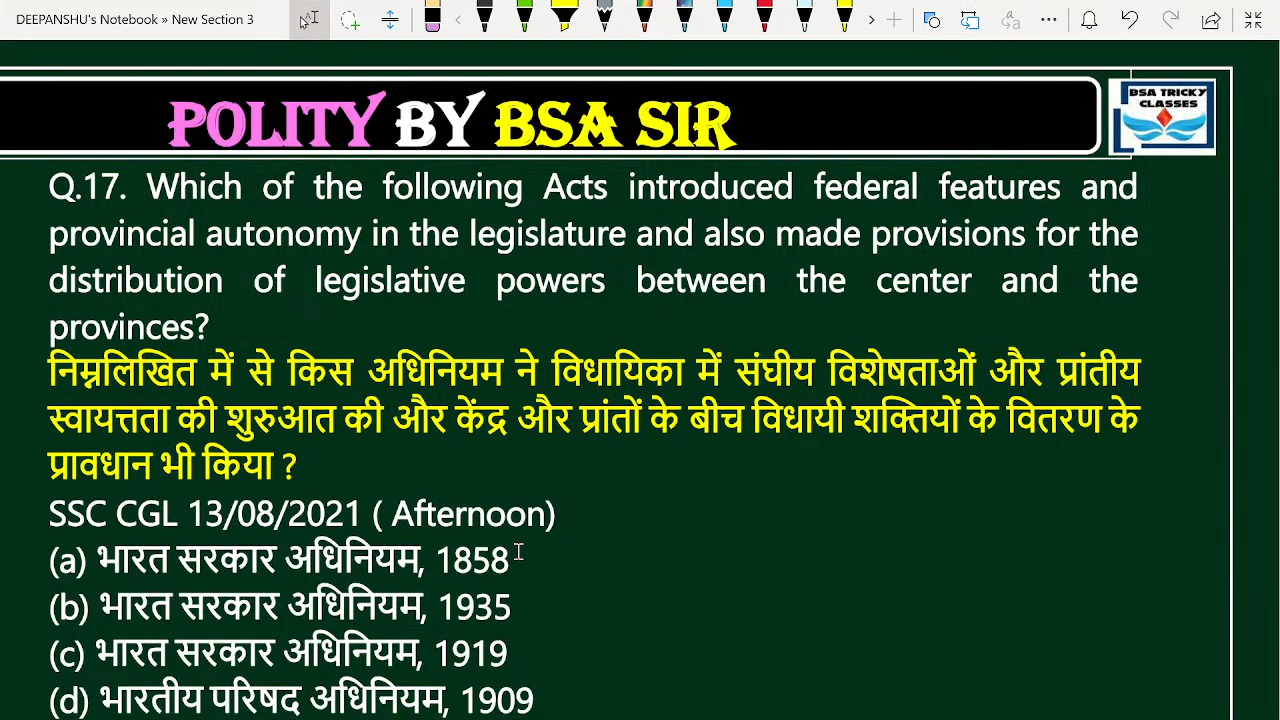 DEEPANSHU's Notebook » New Section 3
POLITY BY BSA SIR
BSA TRICKY
CLASSES
Q.17. Which of the following Acts introduced federal features and
provincial autonomy in the legislature and also made provisions for the
distribution of legislative powers between the center and the
provinces?
निम्नलिखित में से किस अधिनियम ने विधायिका में संघीय विशेषताओं और प्रांतीय
स्वायत्तता की शुरुआत की और केंद्र और प्रांतों के बीच विधायी शक्तियों के वितरण के
प्रावधान भी किया ?
SSC CGL 13/08/2021 ( Afternoon)
(a) भारत सरकार अधिनियम, 1858
(b) भारत सरकार अधिनियम, 1935
(c) भारत सरकार अधिनियम, 1919
(d) भारतीय परिषद अधिनियम, 1909